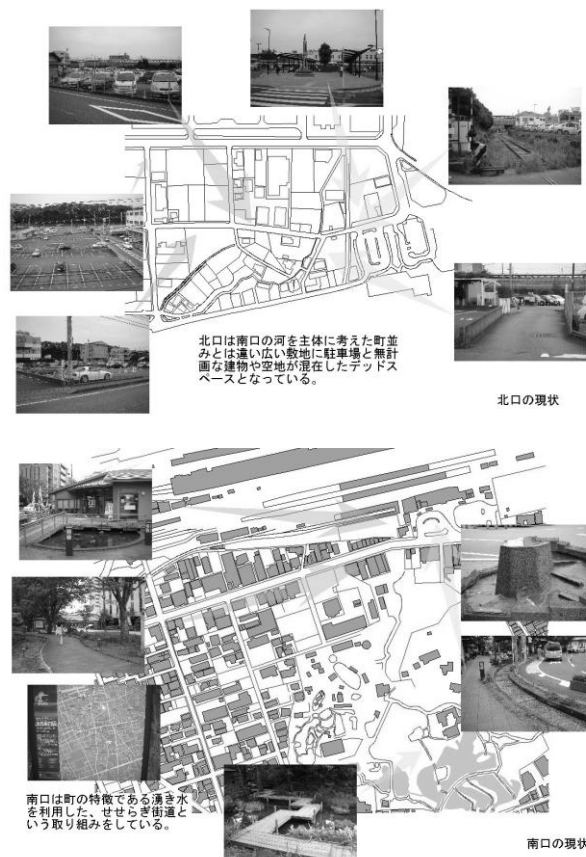 北口は南口の河を主体に考えた町並
みとは違い広い敷地に駐車場と無計
画な建物や空地が混在したデッドス
ペースとなっている。
北口の現状
南口は町の特徴である湧き水
を利用した、せせらぎ街道と
いう取り組みをしている。
南口の現状